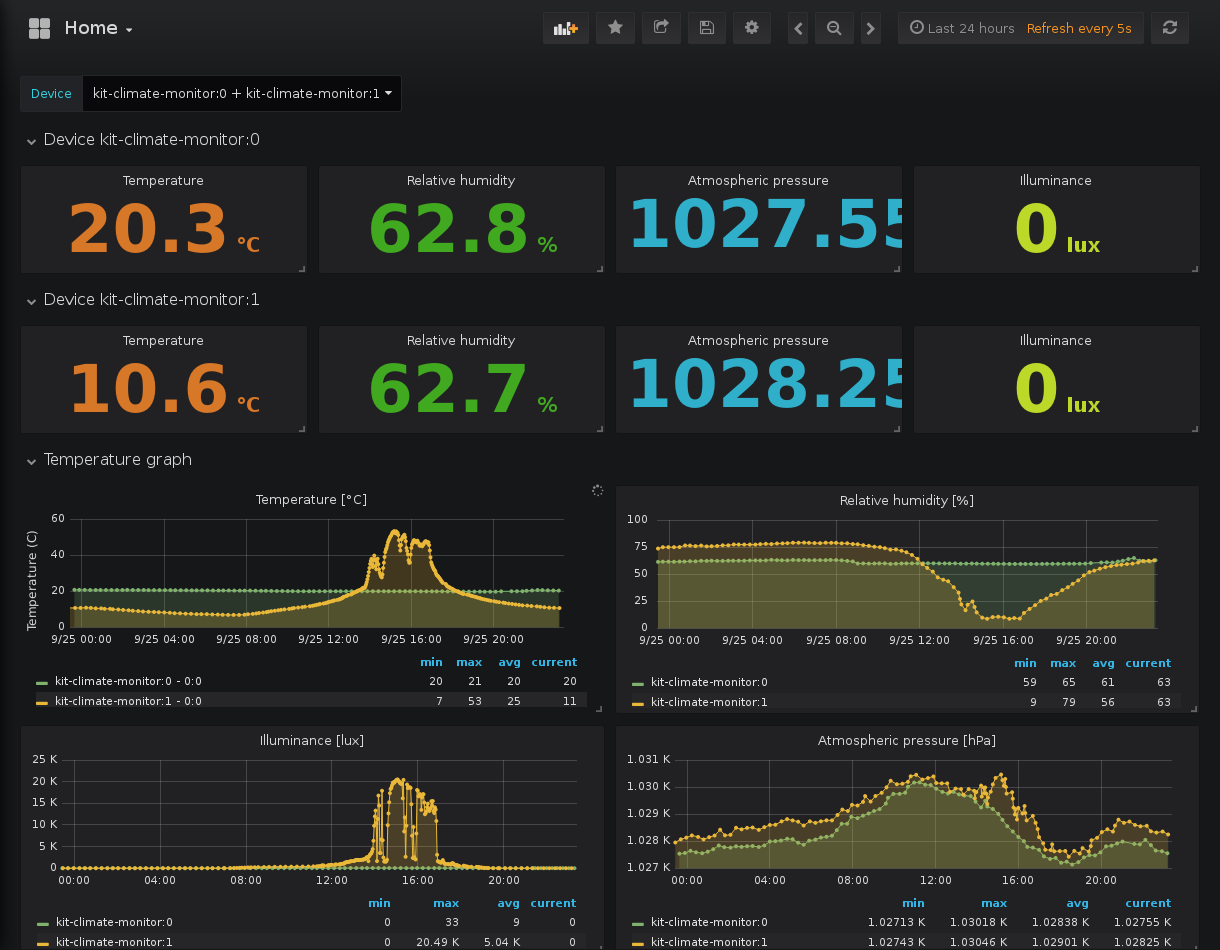 Home
Last 24 hours Refresh every 5s
Device kit-climate-monitor:0 + kit-climate-monitor:1
Device kit-climate-monitor:0
Temperature Relative humidity Atmospheric pressure Illuminance
20.3 °C 62.8 % 1027.55 0 lux
Device kit-climate-monitor:1
Temperature Relative humidity Atmospheric pressure Illuminance
10.6 °C 62.7 % 1028.25 0 lux
Temperature graph
Temperature [°C]
Temperature (C)
60
40
20
0
9/25 00:00 9/25 04:00 9/25 08:00 9/25 12:00 9/25 16:00 9/25 20:00
min max avg current
kit-climate-monitor:0 - 0:0 20 21 20 20
kit-climate-monitor:1 - 0:0 7 53 25 11
Relative humidity [%]
100
75
50
25
0
9/25 00:00 9/25 04:00 9/25 08:00 9/25 12:00 9/25 16:00 9/25 20:00
min max avg current
kit-climate-monitor:0 59 65 61 63
kit-climate-monitor:1 9 79 56 63
Illuminance [lux]
25 K
20 K
15 K
10 K
5 K
0
00:00 04:00 08:00 12:00 16:00 20:00
min max avg current
kit-climate-monitor:0 0 33 9 0
kit-climate-monitor:1 0 20.49 K 5.04 K 0
Atmospheric pressure [hPa]
1.031 K
1.030 K
1.029 K
1.028 K
1.027 K
00:00 04:00 08:00 12:00 16:00 20:00
min max avg current
kit-climate-monitor:0 1.02713 K 1.03018 K 1.02838 K 1.02755 K
kit-climate-monitor:1 1.02743 K 1.03046 K 1.02901 K 1.02825 K